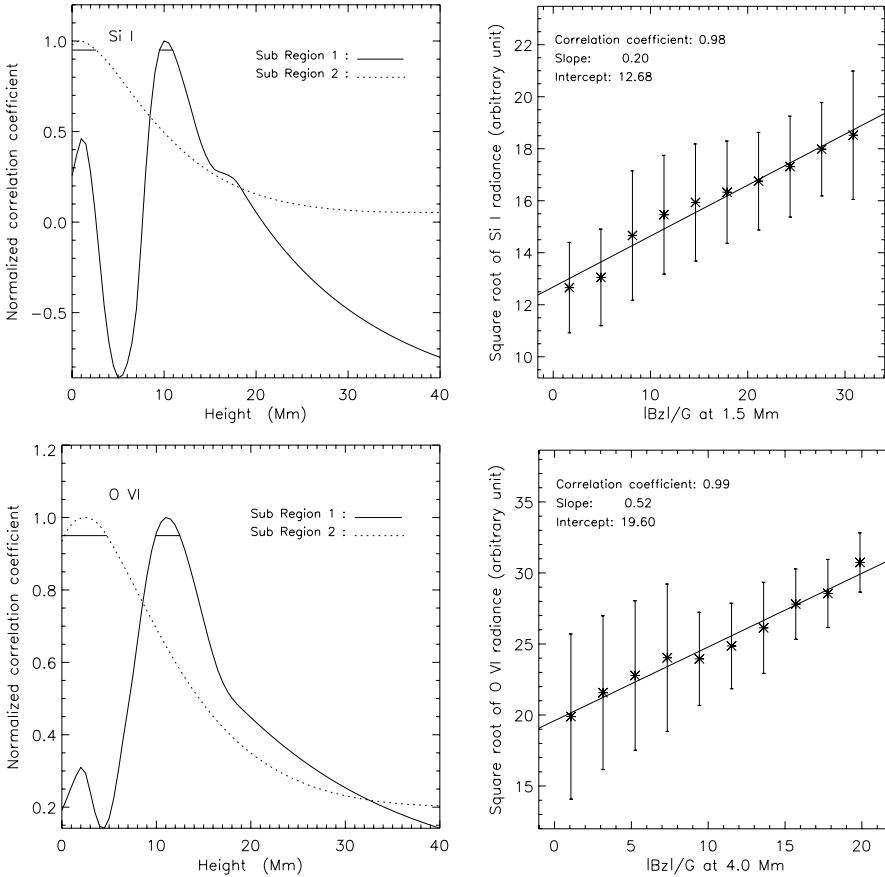 Si I
Sub Region 1 :
Sub Region 2 :
1.0
0.5
0.0
−0.5
Normalized correlation coefficient
0 10 20 30 40
Height (Mm)
Correlation coefficient: 0.98
Slope: 0.20
Intercept: 12.68
22
20
18
16
14
12
10
Square root of Si I radiance (arbitrary unit)
0 10 20 30
|Bz|/G at 1.5 Mm
O VI
Sub Region 1 :
Sub Region 2 :
1.2
1.0
0.8
0.6
0.4
0.2
Normalized correlation coefficient
0 10 20 30 40
Height (Mm)
Correlation coefficient: 0.99
Slope: 0.52
Intercept: 19.60
35
30
25
20
15
Square root of O VI radiance (arbitrary unit)
0 5 10 15 20
|Bz|/G at 4.0 Mm